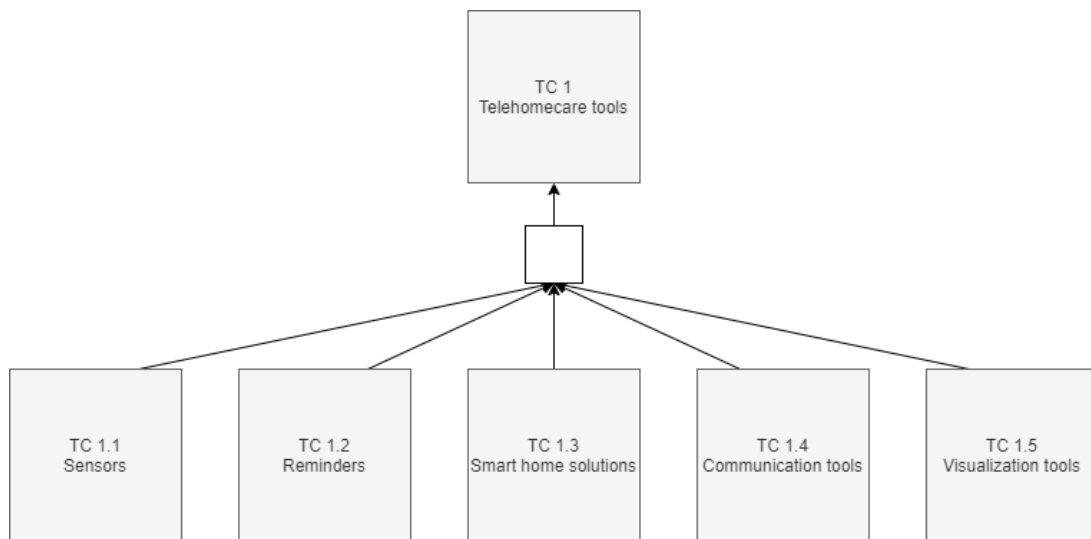 TC 1
Telehomecare tools
TC 1.1
Sensors
TC 1.2
Reminders
TC 1.3
Smart home solutions
TC 1.4
Communication tools
TC 1.5
Visualization tools